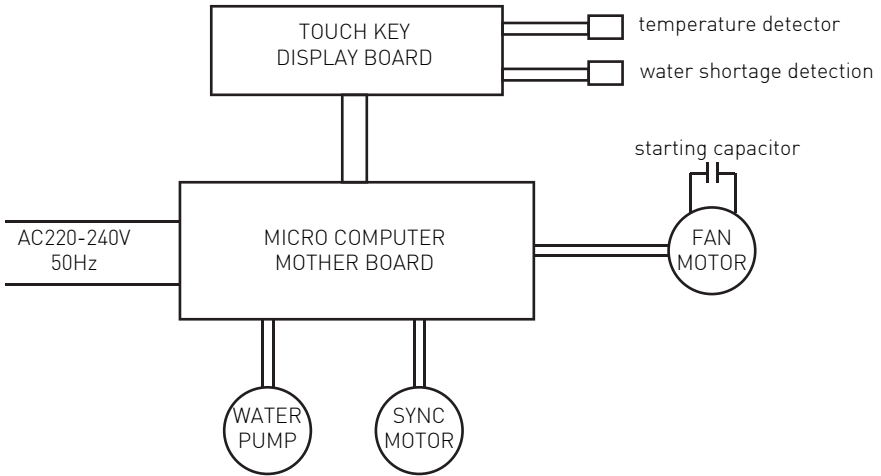 TOUCH KEY
DISPLAY BOARD
temperature detector
water shortage detection
starting capacitor
AC220-240V
50Hz
MICRO COMPUTER
MOTHER BOARD
FAN
MOTOR
WATER
PUMP
SYNC
MOTOR